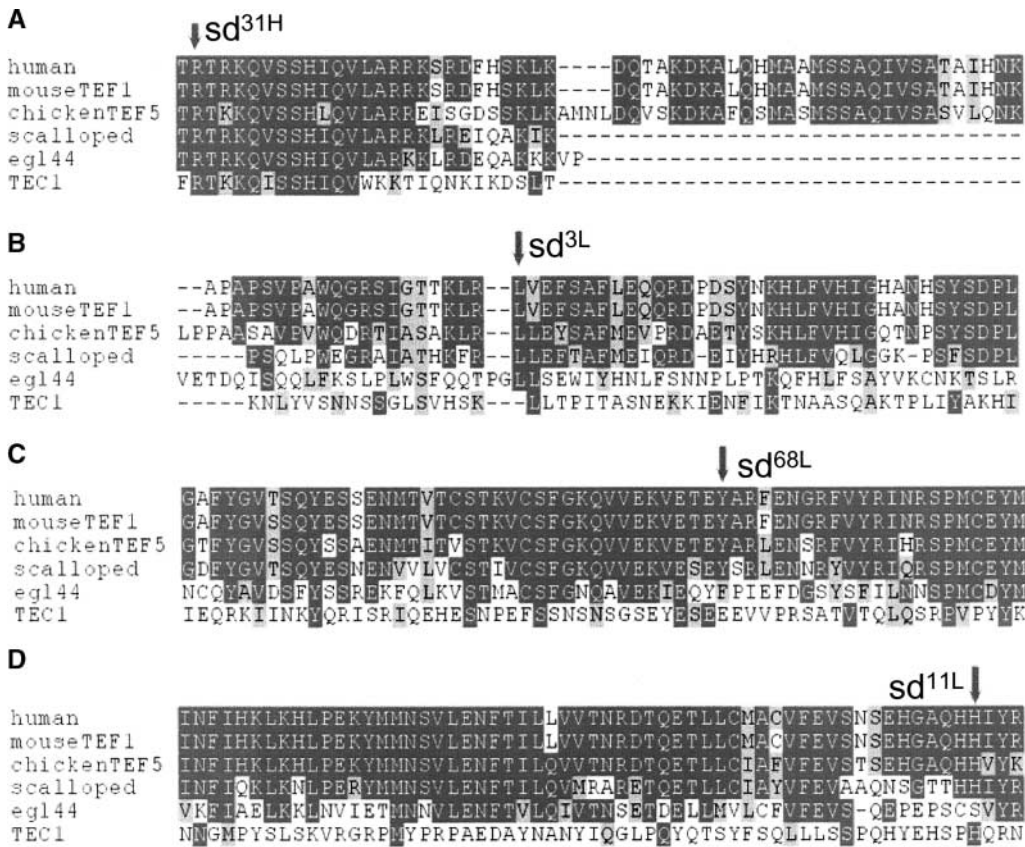 A
sd31H
human TRTRKQVSSHIQVLARRKSRDFHSKLK----DQTAKDKALQHMAAMSSAQIVSATAIHNK
mouseTEF1 TRTRKQVSSHIQVLARRKSRDFHSKLK----DQTAKDKALQHMAAMSSAQIVSATAIHNK
chickenTEF5 TRTKKQVSSHLQVLARREISGDSSKLKAMNLDQVSKDKAFQSMASMSSAQIVSASVLQNK
scalloped TRTRKQVSSHIQVLARRKLREIQAKIK---------------------------------
egl44 TRTRKQVSSHIQVLARKKLRDEQAKKKVP-------------------------------
TEC1 FRTKKQISSHIQVWKKTIQNKIKDSLT---------------------------------
B
sd3L
human --APAPSVPAWQGRSIGTTKLR--LVEFSAFLEQQRDPDSYNKHLFVHIGHANHSYSDPL
mouseTEF1 --APAPSVPAWQGRSIGTTKLR--LVEFSAFLEQQRDPDSYNKHLFVHIGHANHSYSDPL
chickenTEF5 LPPAASAVPVWQDRTIASAKLR--LLEYSAFMEVPRDAETYSKHLFVHIGQTNPSYSDPL
scalloped -----PSQLPWEGRAIATHKFR--LLEFTAFMEIQRD-EIYHRHLFVQLGGK-PSFSDPL
egl44 VETDQISQQLFKSLPLWSFQQTPGLLSEWIYHNLFSNNPLPTKQFHLFSAYVKCNKTSLR
TEC1 -----KNLYVSNNSSGLSVHSK---LLTPITASNEKKIENFIKTNAASQAKTPLIYAKHI
C
sd68L
human GAFYGVTSQYESSENMTVTCSTKVCSFGKQVVEKVETEYARFENGRFVYRINRSPMCEYM
mouseTEF1 GAFYGVSSQYESSENMTVTCSTKVCSFGKQVVEKVETEYARFENGRFVYRINRSPMCEYM
chickenTEF5 GTFYGVSSQYSSAENMTITVSTKVCSFGKQVVEKVETEYARLENSRFVYRIHRSPMCEYM
scalloped GDFYGVTSQYESNENVVLVCSTIVCSFGKQVVEKVESEYSRLENNRYVYRIQRSPMCEYM
egl44 NCQYAVDSFYSSREKFQLKVSTMACSFGNQAVEKIEQYFPIEFDGSYSFILNNSPMCDYM
TEC1 IEQRKIINKYQRISRIQEHESNPEFSSNSNSGSEYESEEEVVPRSATVTQLQSRPVPYYK
D
sd11L
human INFIHKLKHLPEKYMMNSVLENFTILLVVTNRDTQETLLCMACVFEVSNSEHGAQHHIYR
mouseTEF1 INFIHKLKHLPEKYMMNSVLENFTILLVVTNRDTQETLLCMACVFEVSNSEHGAQHHIYR
chickenTEF5 INFIHKLKHLPEKYMMNSVLENFTILQVVTNRDTQETLLCIAFVFEVSTSEHGAQHHVYK
scalloped INFIQKLKNLPERYMMNSVLENFTILQVMRARETQETLLCIAYVFEVAAQNSGTTHHIYR
egl44 VKFIAELKKLNVIETMNNVLENFTVLQIVTNSETDELLMVLCFVFEVS-QEPEPSCSVYR
TEC1 NNGMPYSLSKVRGRPMYPRPAEDAYNANYIQGLPQYQTSYFSQLLLSSPQHYEHSPHQRN